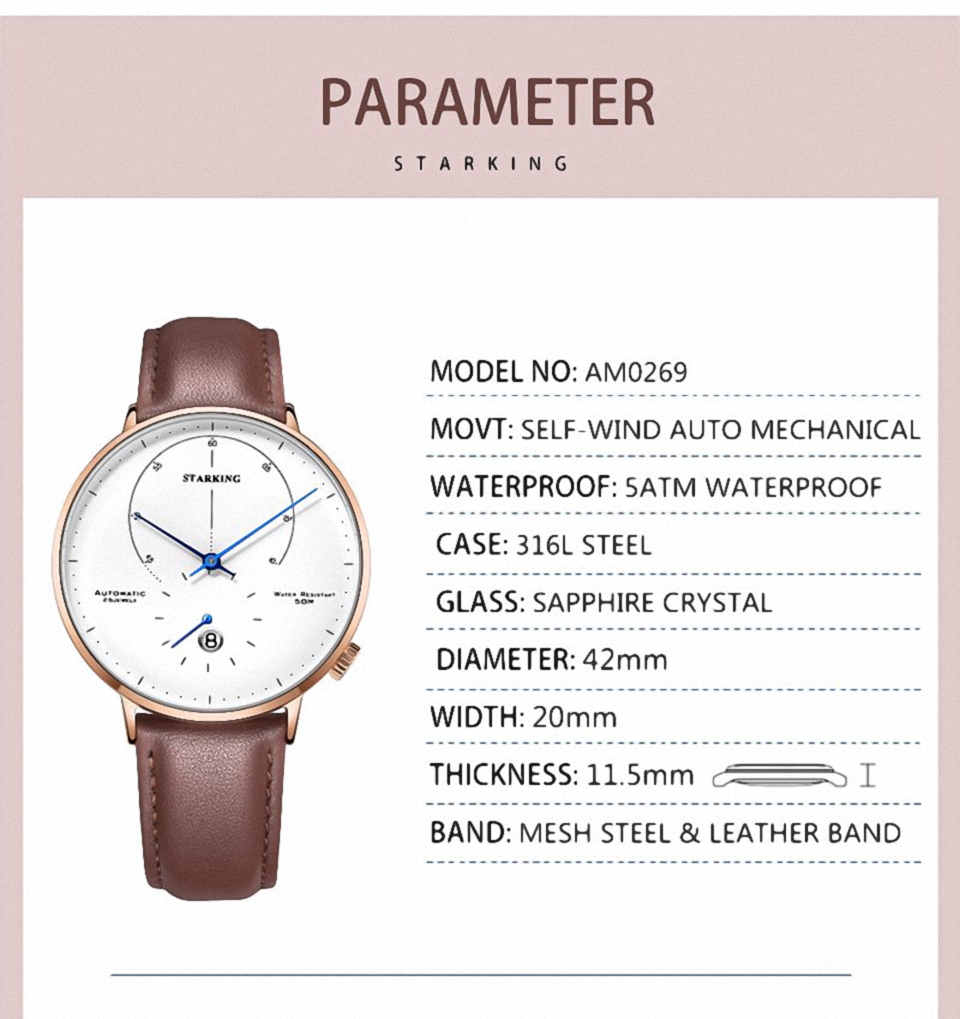 PARAMETER
STARKING
60
STARKING
AUTOMATIC
WATER RESISTANT
50M
8
MODEL NO: AM0269
MOVT: SELF-WIND AUTO MECHANICAL
WATERPROOF: 5ATM WATERPROOF
CASE: 316L STEEL
GLASS: SAPPHIRE CRYSTAL
DIAMETER: 42mm
WIDTH: 20mm
THICKNESS: 11.5mm
BAND: MESH STEEL & LEATHER BAND